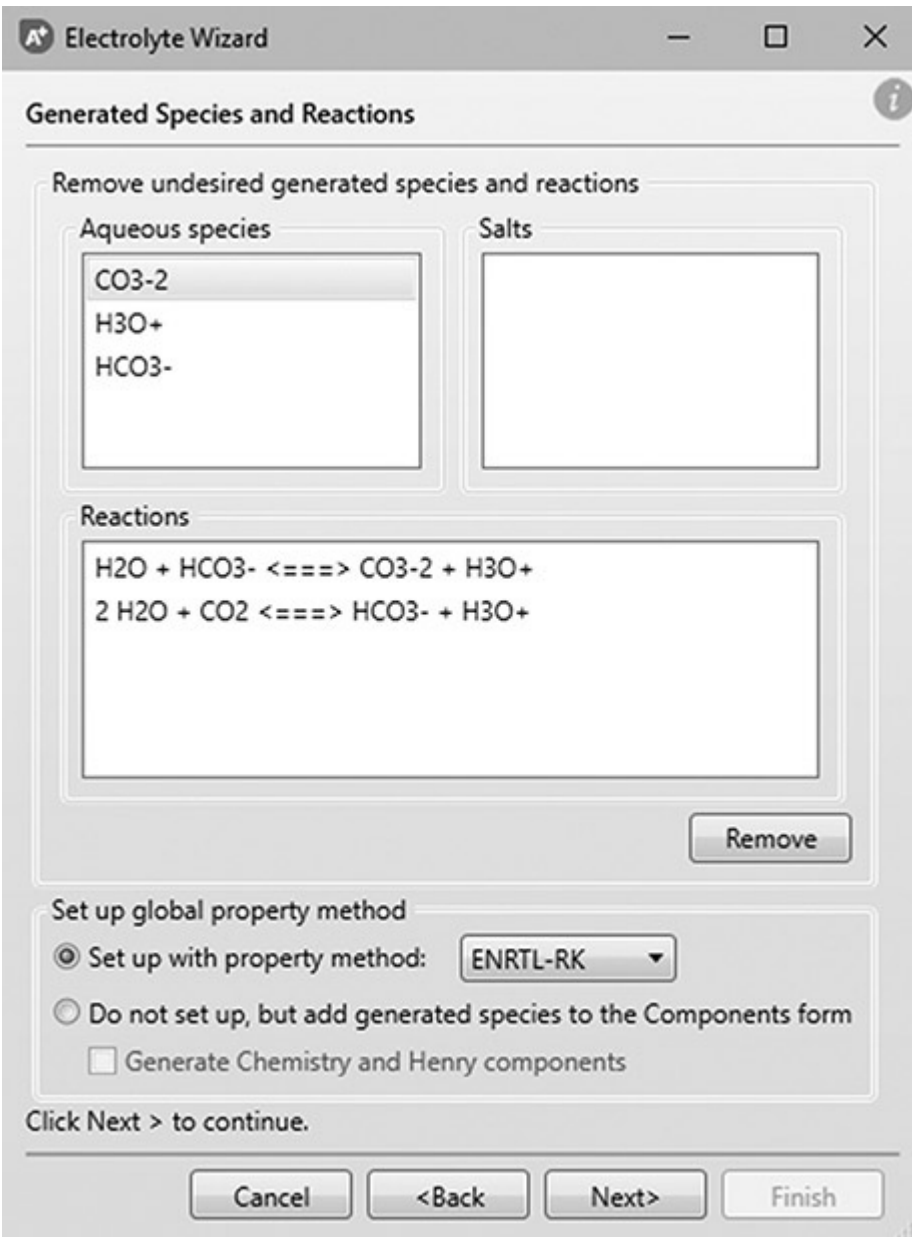 Electrolyte Wizard
Generated Species and Reactions
Remove undesired generated species and reactions
Aqueous species
Salts
CO3-2
H3O+
HCO3-
Reactions
H2O + HCO3- <===> CO3-2 + H3O+
2 H2O + CO2 <===> HCO3- + H3O+
Remove
Set up global property method
Set up with property method: ENRTL-RK
Do not set up, but add generated species to the Components form
Generate Chemistry and Henry components
Click Next > to continue.
Cancel <Back Next> Finish